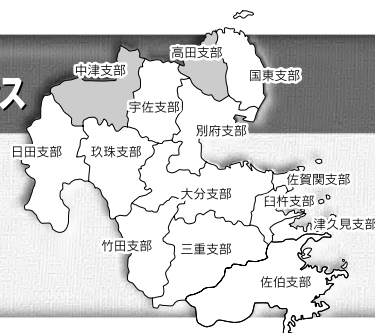 高田支部
中津支部
国東支部
ス
宇佐支部
別府支部
日田支部
玖珠支部
佐賀関支部
大分支部
臼杵支部
津久見支部
竹田支部
三重支部
佐伯支部